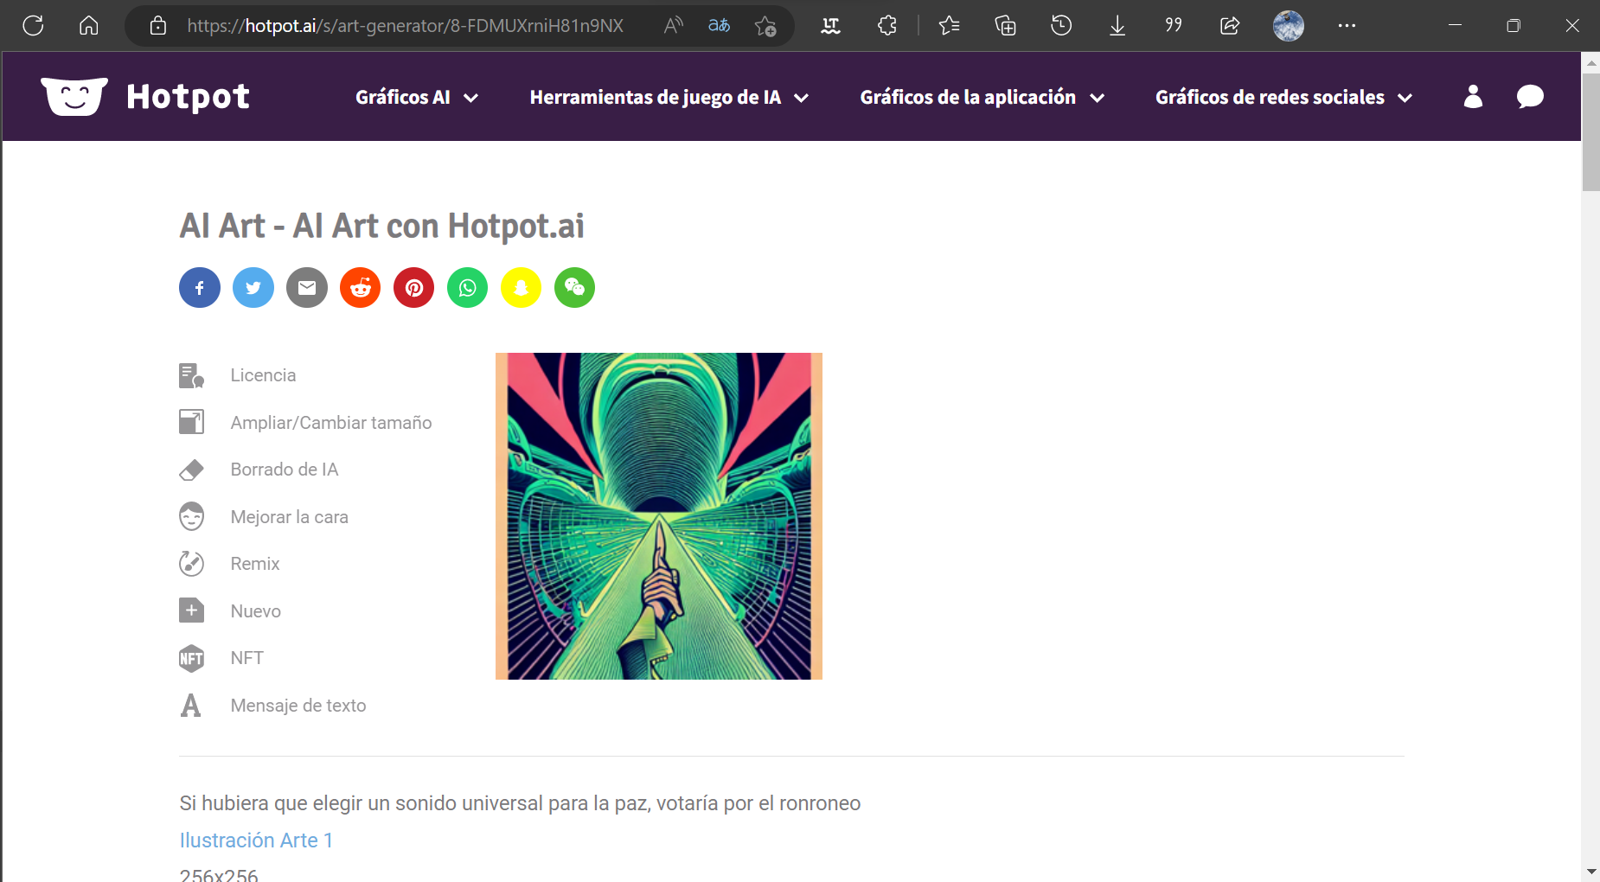 https://hotpot.ai/s/art-generator/8-FDMUXrniH81n9NX
Hotpot
Gráficos AI
Herramientas de juego de IA
Gráficos de la aplicación
Gráficos de redes sociales
AI Art - AI Art con Hotpot.ai
Licencia
Ampliar/Cambiar tamaño
Borrado de IA
Mejorar la cara
Remix
Nuevo
NFT
NFT
Mensaje de texto
Si hubiera que elegir un sonido universal para la paz, votaría por el ronroneo
Ilustración Arte 1
256x256